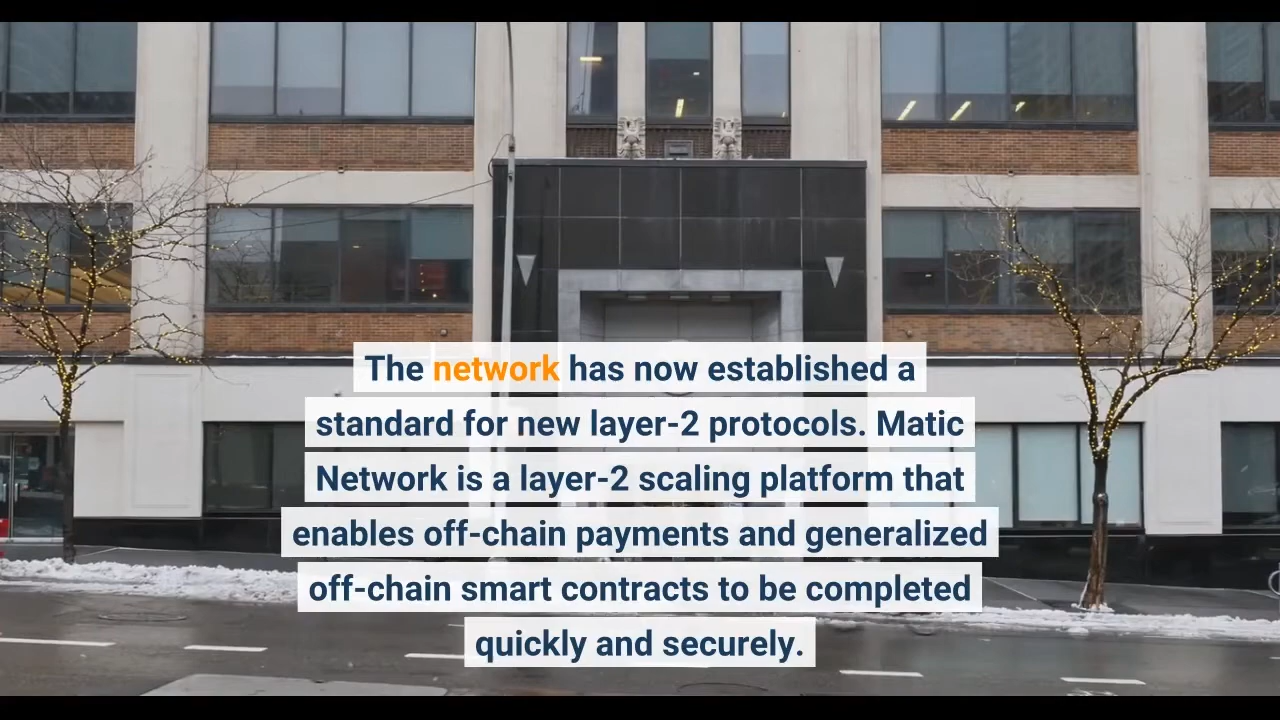 The network has now established a
standard for new layer-2 protocols. Matic
Network is a layer-2 scaling platform that
enables off-chain payments and generalized
off-chain smart contracts to be completed
quickly and securely.